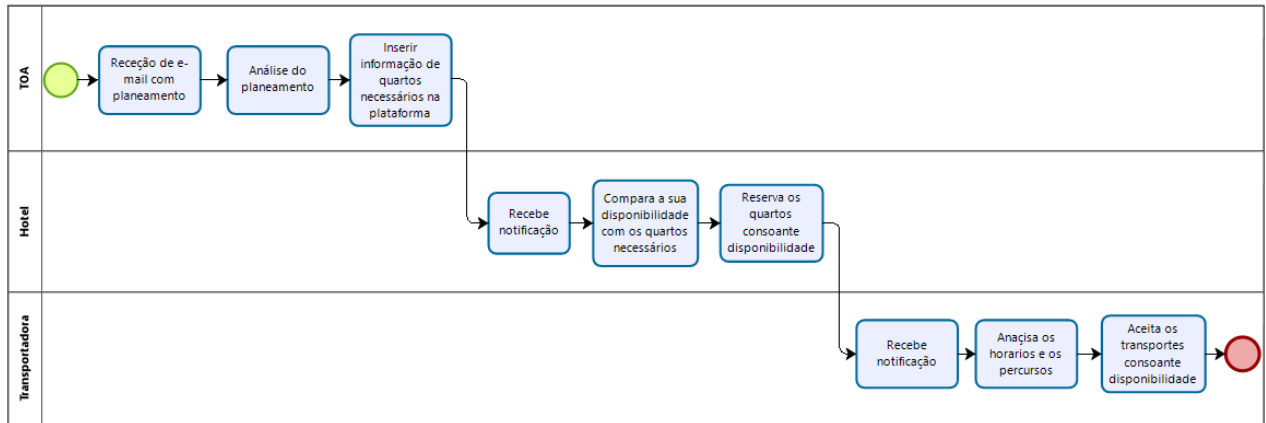 TOA
Receção de e-
mail com
planeamento
Análise do
planeamento
Inserir
informação de
quartos
necessários na
plataforma
Hotel
Recebe
notificação
Compara a sua
disponibilidade
com os quartos
necessários
Reserva os
quartos
consoante
disponibilidade
Transportadora
Recebe
notificação
Anaçisa os
horarios e os
percursos
Aceita os
transportes
consoante
disponibilidade